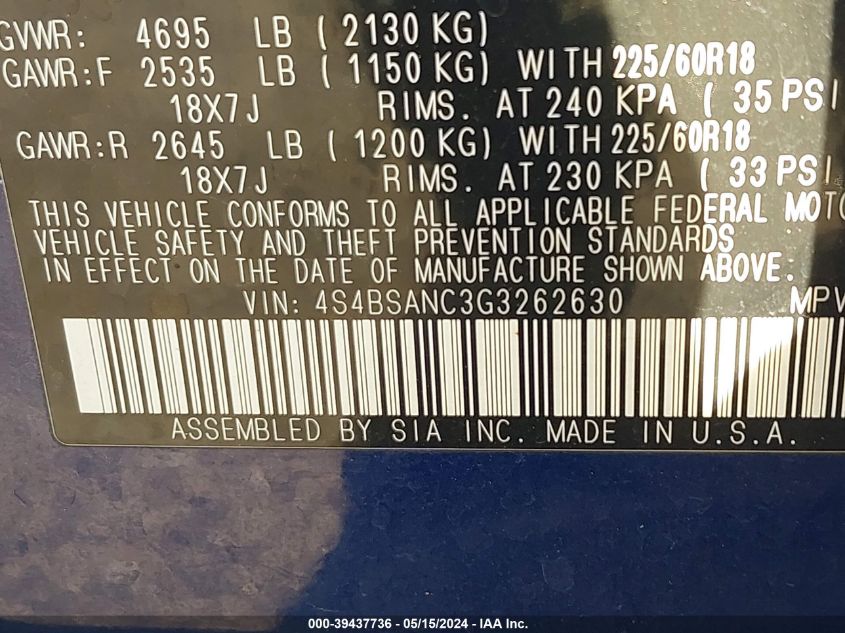 GVWR: 4695 LB ( 2130 KG)
GAWR:F 2535 LB ( 1150 KG) WITH 225/60R18
18X7J RIMS. AT 240 KPA ( 35 PSI
GAWR:R 2645 LB ( 1200 KG) WITH 225/60R18
18X7J RIMS. AT 230 KPA ( 33 PSI
THIS VEHICLE CONFORMS TO ALL APPLICABLE FEDERAL MOTO
VEHICLE SAFETY AND THEFT PREVENTION STANDARDS
IN EFFECT ON THE DATE OF MANUFACTURE SHOWN ABOVE.
VIN: 4S4BSANC3G3262630 MPV
ASSEMBLED BY SIA INC. MADE IN U.S.A.
000-39437736 - 05/15/2024 - IAA Inc.